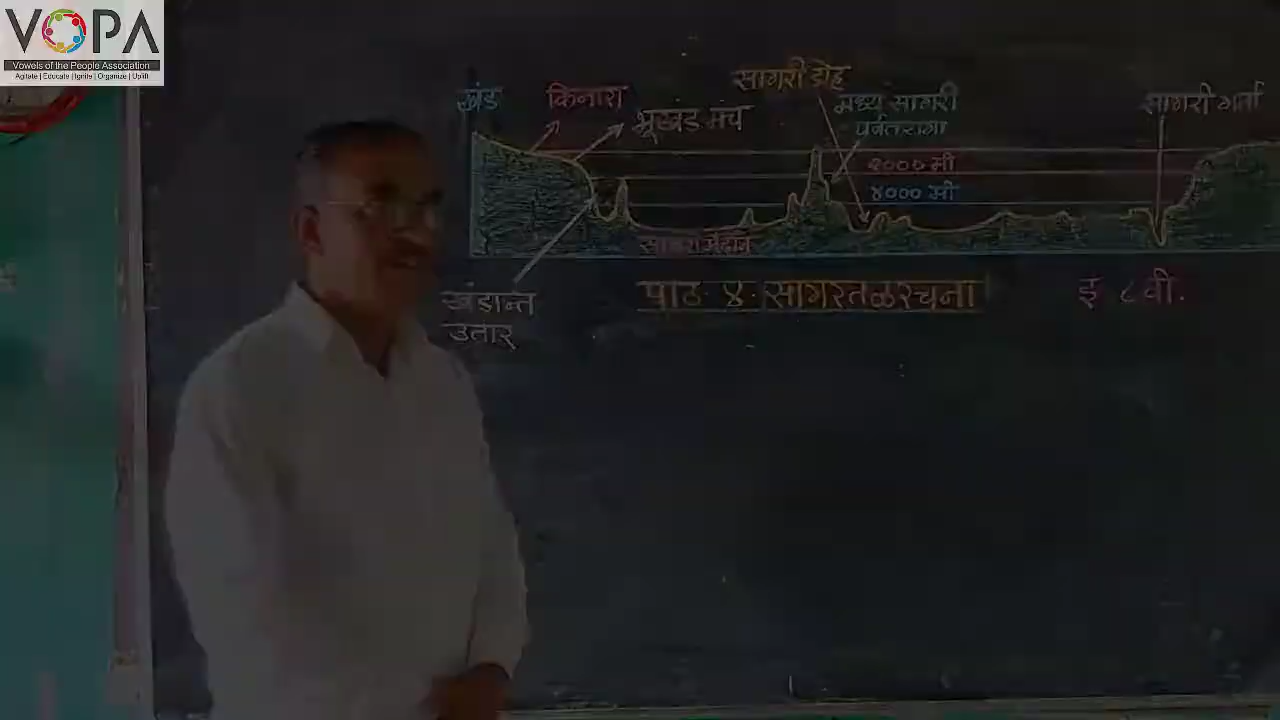 VOPA
Vowels of the People Association
Agitate | Educate | Ignite | Organize | Uplift
खंड
किनारा
भूखंड मंच
सागरी डोह
मध्य सागरी
पर्वतरांगा
सागरी गर्ता
२००० मी
४००० मी
सागरी मैदान
खंडान्त
उतार
पाठ ४. सागरतळरचना
इ ८ वी.